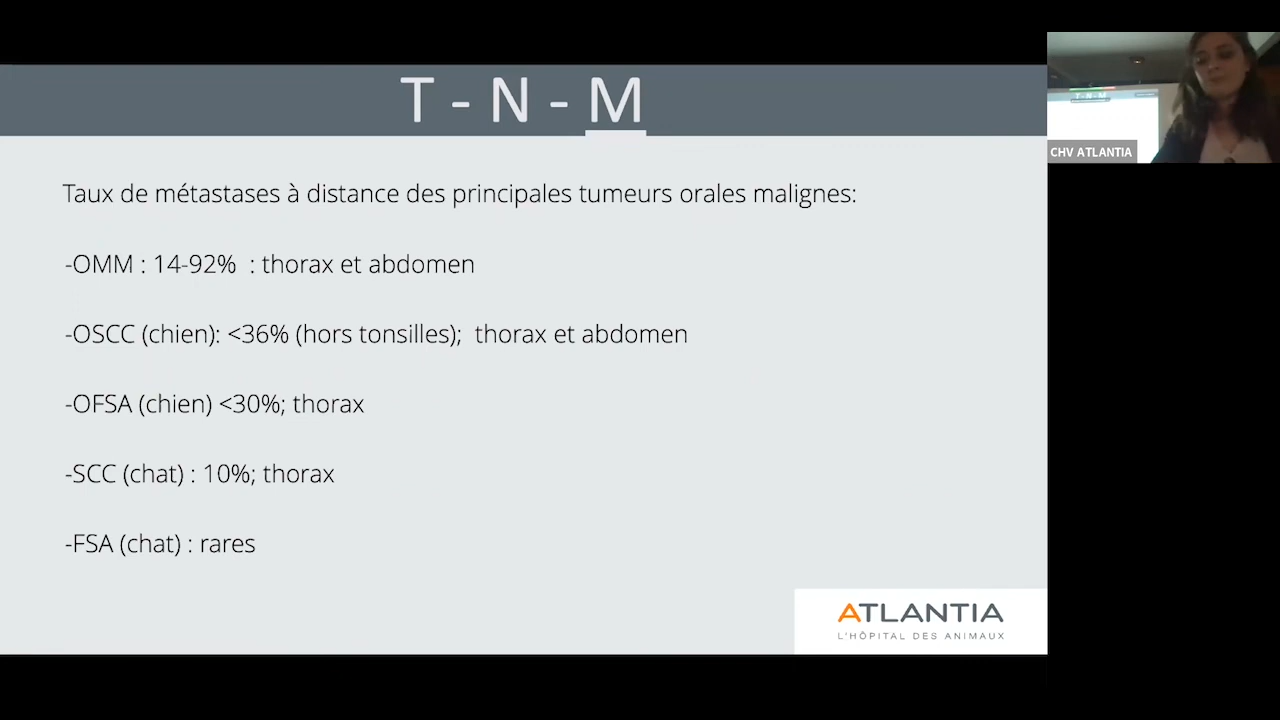 T - N - M
Taux de métastases à distance des principales tumeurs orales malignes:
-OMM : 14-92%  : thorax et abdomen
-OSCC (chien): <36% (hors tonsilles);  thorax et abdomen
-OFSA (chien) <30%; thorax
-SCC (chat) : 10%; thorax
-FSA (chat) : rares
ATLANTIA
L'HÔPITAL DES ANIMAUX
CHV ATLANTIA
T - N - M